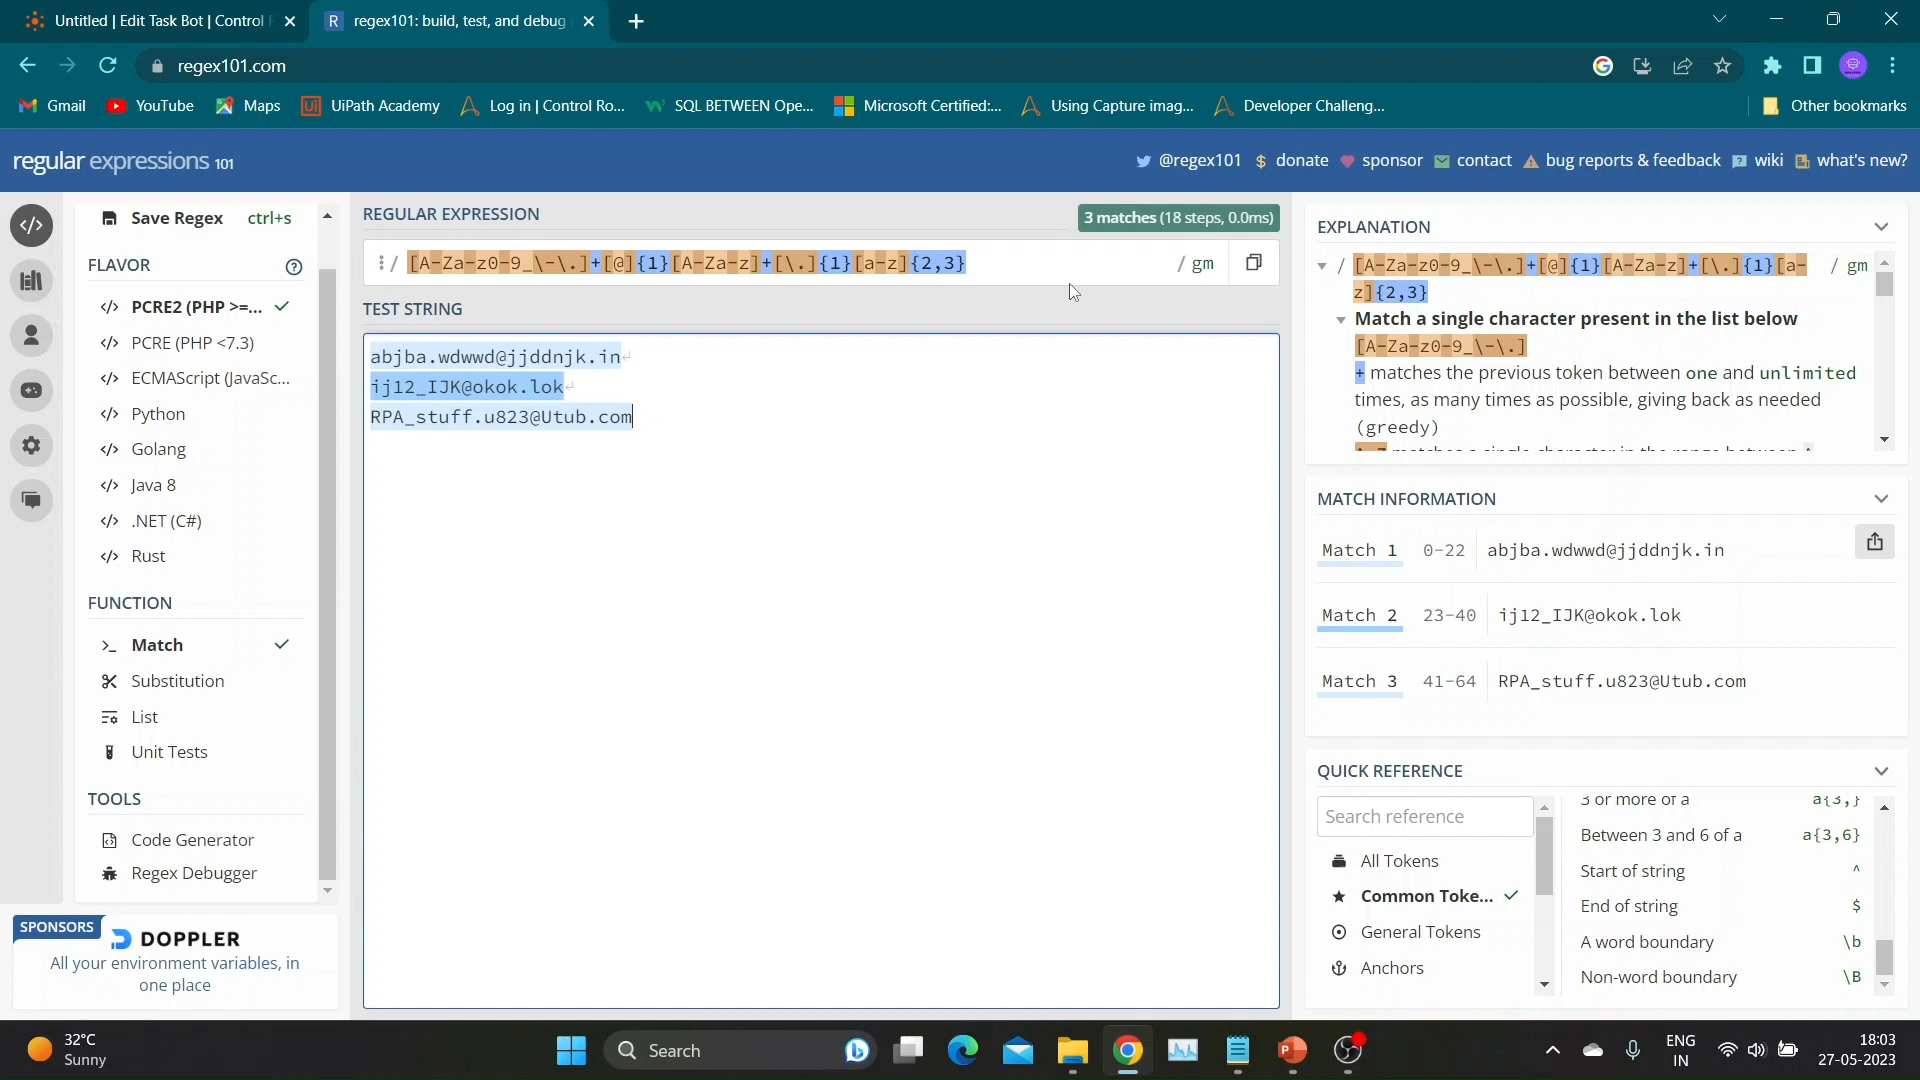 Untitled | Edit Task Bot | Control
regex101: build, test, and debug
regex101.com
Gmail
YouTube
Maps
UiPath Academy
Log in | Control Ro...
SQL BETWEEN Ope...
Microsoft Certified:...
Using Capture imag...
Developer Challeng...
Other bookmarks
regular expressions 101
@regex101
donate
sponsor
contact
bug reports & feedback
wiki
what's new?
Save Regex ctrl+s
FLAVOR
PCRE2 (PHP >=...
PCRE (PHP <7.3)
ECMAScript (JavaSc...
Python
Golang
Java 8
.NET (C#)
Rust
FUNCTION
Match
Substitution
List
Unit Tests
TOOLS
Code Generator
Regex Debugger
SPONSORS
DOPPLER
All your environment variables, in
one place
REGULAR EXPRESSION
3 matches (18 steps, 0.0ms)
/ [A-Za-z0-9_\-\.]+[@]{1}[A-Za-z]+[\.]{1}[a-z]{2,3} / gm
TEST STRING
abjba.wdwwd@jjddnjk.in
ij12_IJK@okok.lok
RPA_stuff.u823@Utub.com
EXPLANATION
/ [A-Za-z0-9_\-\.]+[@]{1}[A-Za-z]+[\.]{1}[a- / gm
z]{2,3}
Match a single character present in the list below
[A-Za-z0-9_\-\.]
+ matches the previous token between one and unlimited
times, as many times as possible, giving back as needed
(greedy)
MATCH INFORMATION
Match 1 0-22 abjba.wdwwd@jjddnjk.in
Match 2 23-40 ij12_IJK@okok.lok
Match 3 41-64 RPA_stuff.u823@Utub.com
QUICK REFERENCE
Search reference
All Tokens
Common Toke...
General Tokens
Anchors
3 or more of a a{3,}
Between 3 and 6 of a a{3,6}
Start of string ^
End of string $
A word boundary \b
Non-word boundary \B
32°C
Sunny
Search
ENG
IN
18:03
27-05-2023